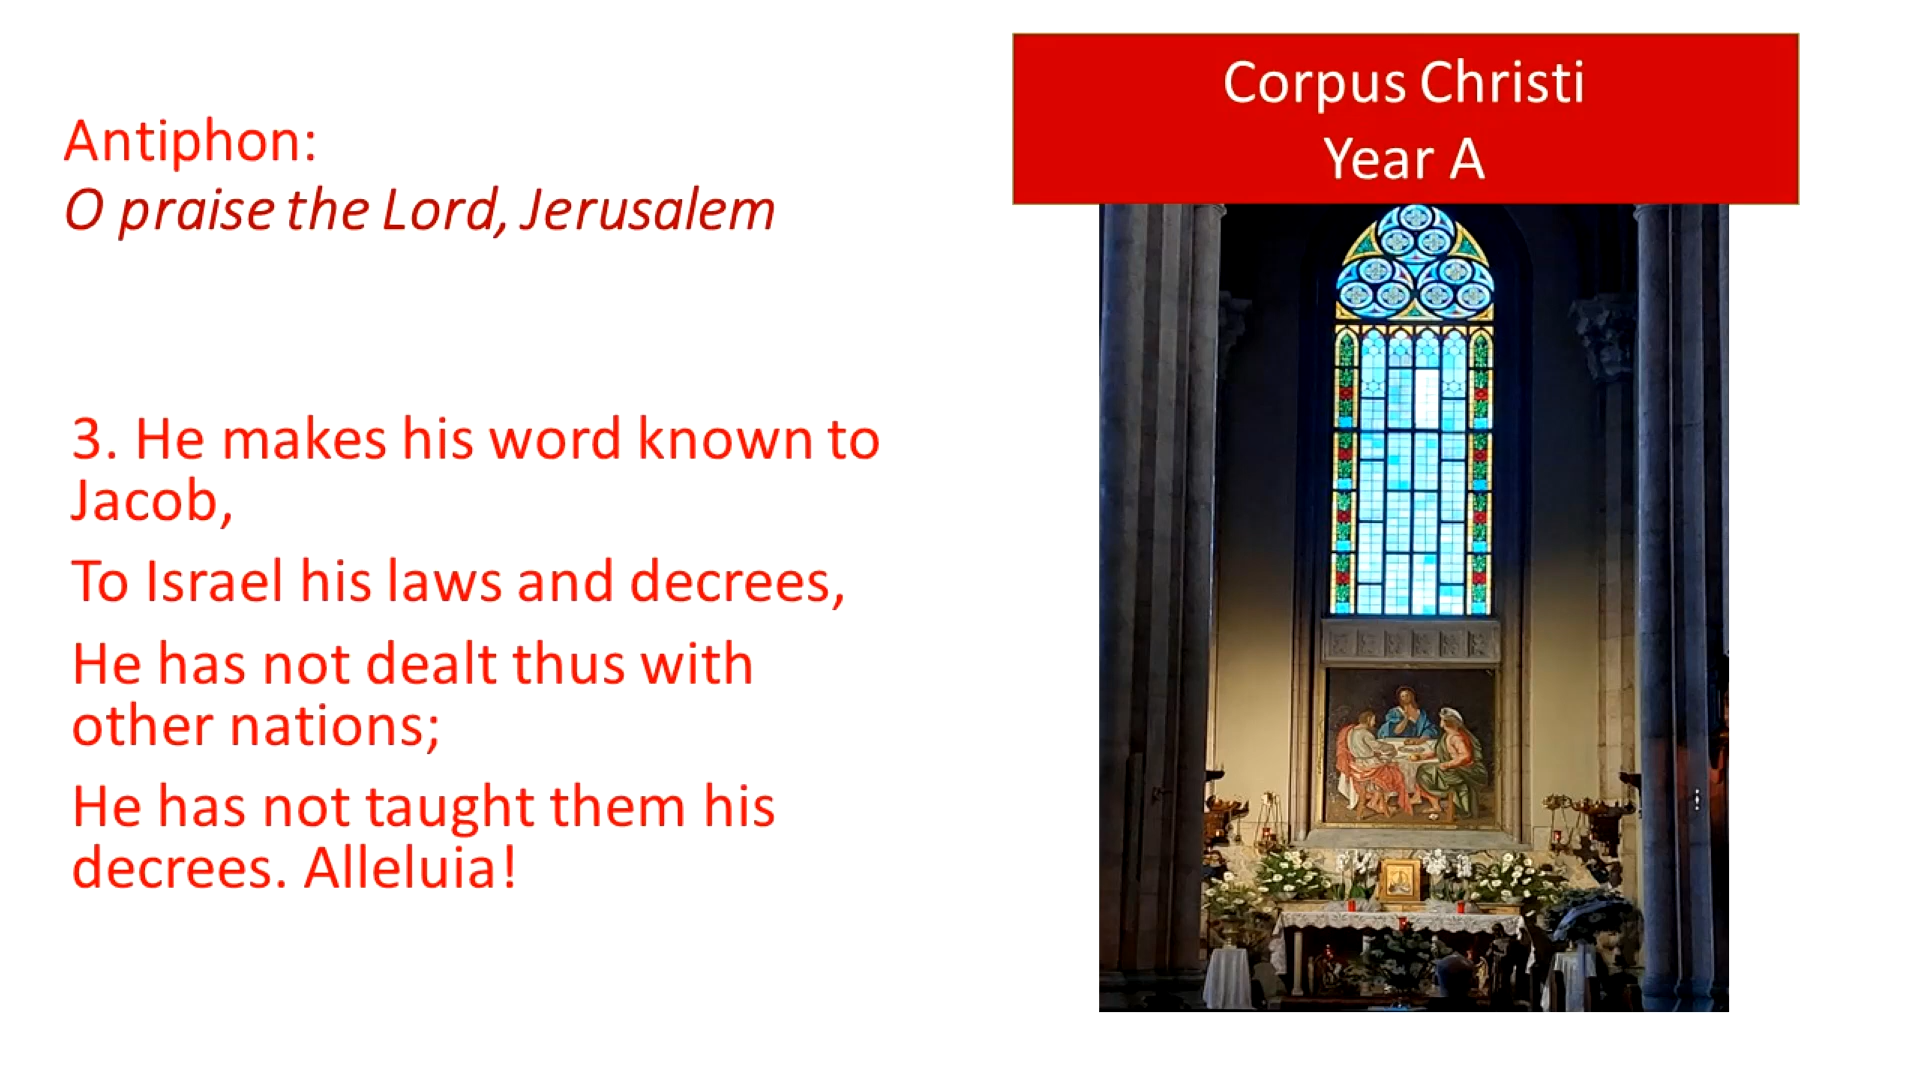 Antiphon:
O praise the Lord, Jerusalem
3. He makes his word known to
Jacob,
To Israel his laws and decrees,
He has not dealt thus with
other nations;
He has not taught them his
decrees. Alleluia!
Corpus Christi
Year A